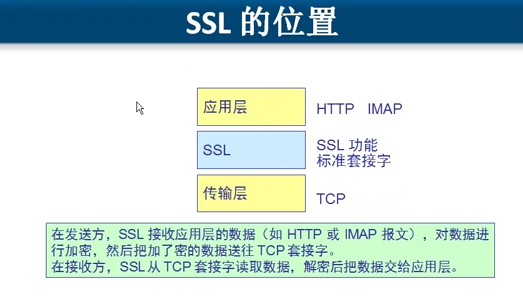 SSL 的位置
应用层 HTTP IMAP
SSL SSL 功能
标准套接字
传输层 TCP
在发送方，SSL 接收应用层的数据（如 HTTP 或 IMAP 报文），对数据进
行加密，然后把加了密的数据送往 TCP 套接字。
在接收方，SSL 从 TCP 套接字读取数据，解密后把数据交给应用层。